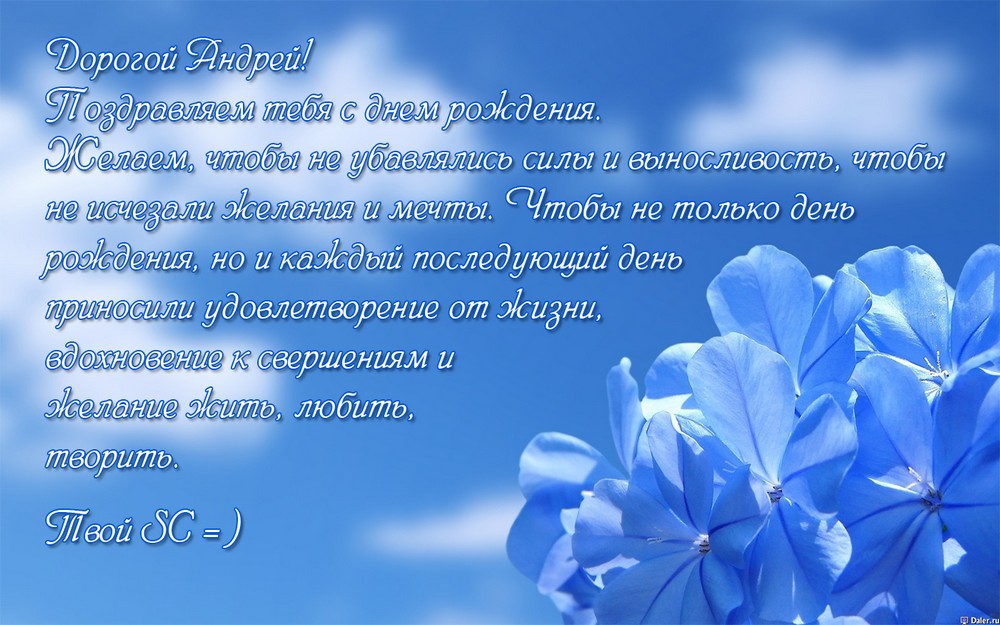 Дорогой Андрей!
Поздравляем тебя с днем рождения.
Желаем, чтобы не убавлялись силы и выносливость, чтобы
не исчезали желания и мечты. Чтобы не только день
рождения, но и каждый последующий день
приносили удовлетворение от жизни,
вдохновение к свершениям и
желание жить, любить,
творить.
Твой SC =)
Daler.ru